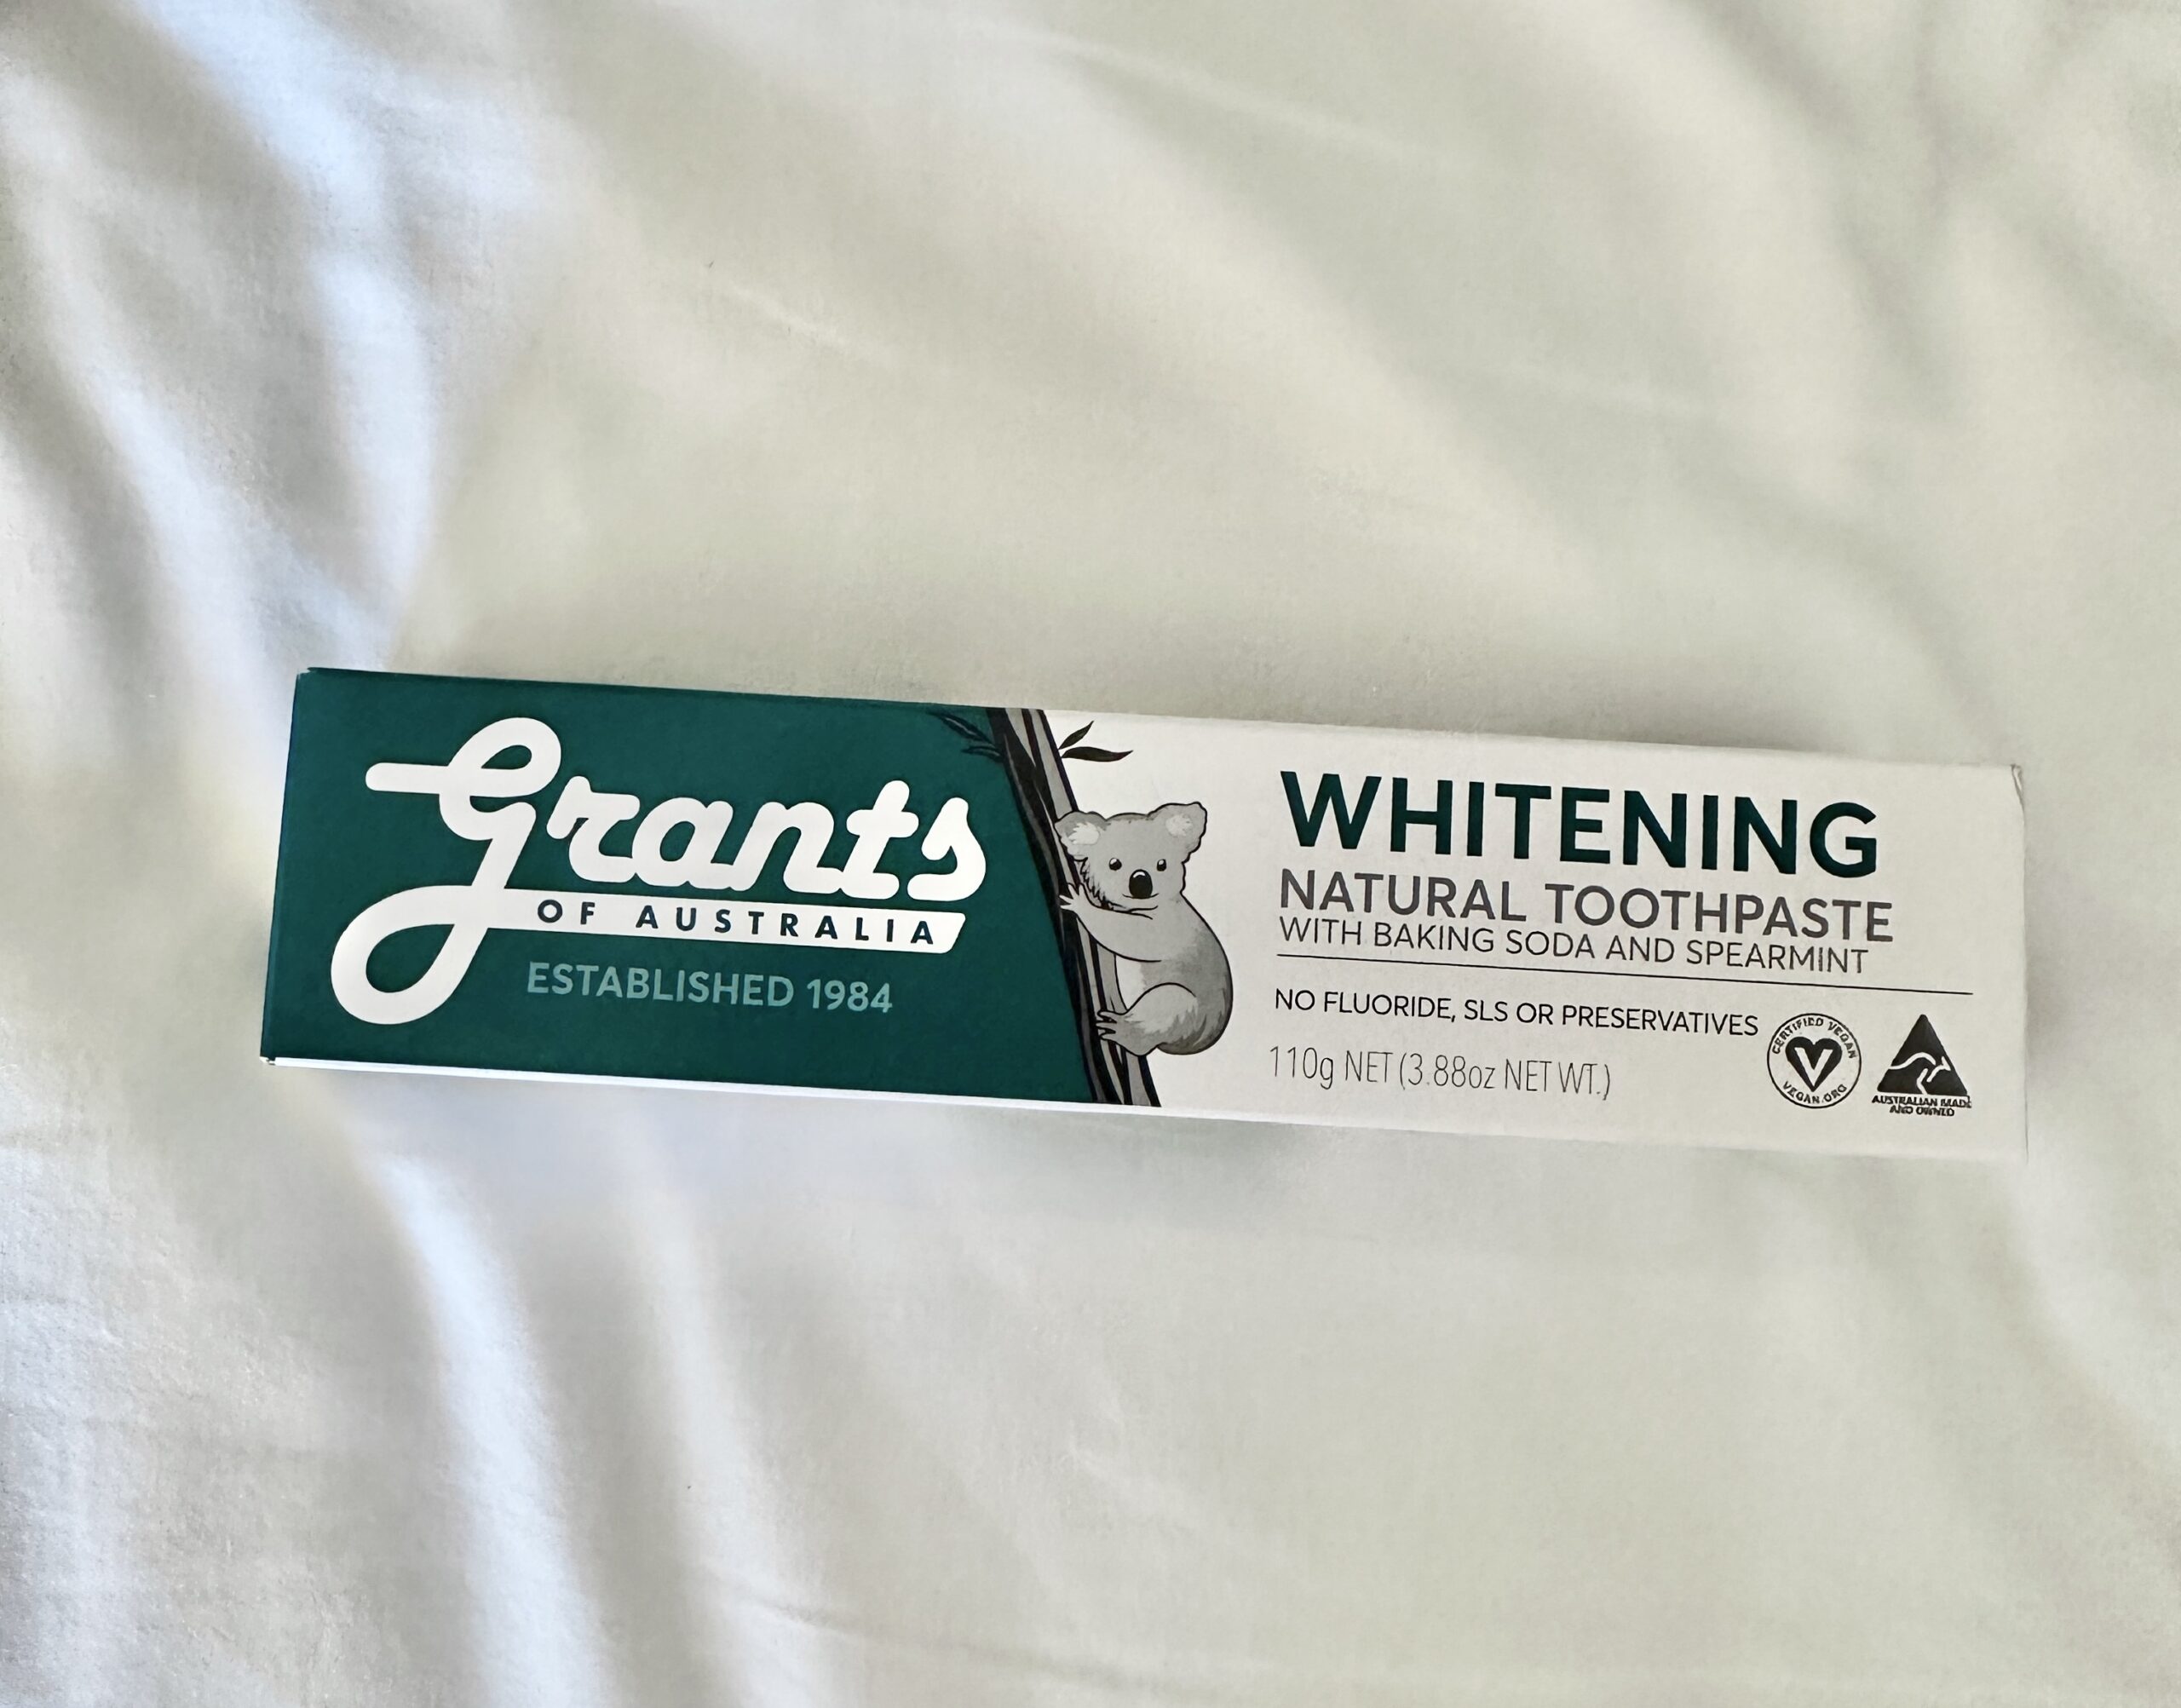 Grants
OF AUSTRALIA
ESTABLISHED 1984
WHITENING
NATURAL TOOTHPASTE
WITH BAKING SODA AND SPEARMINT
NO FLUORIDE, SLS OR PRESERVATIVES
110g NET (3.88oz NET WT.)
CERTIFIED VEGAN
V
VEGAN.ORG
AUSTRALIAN MADE
AND OWNED